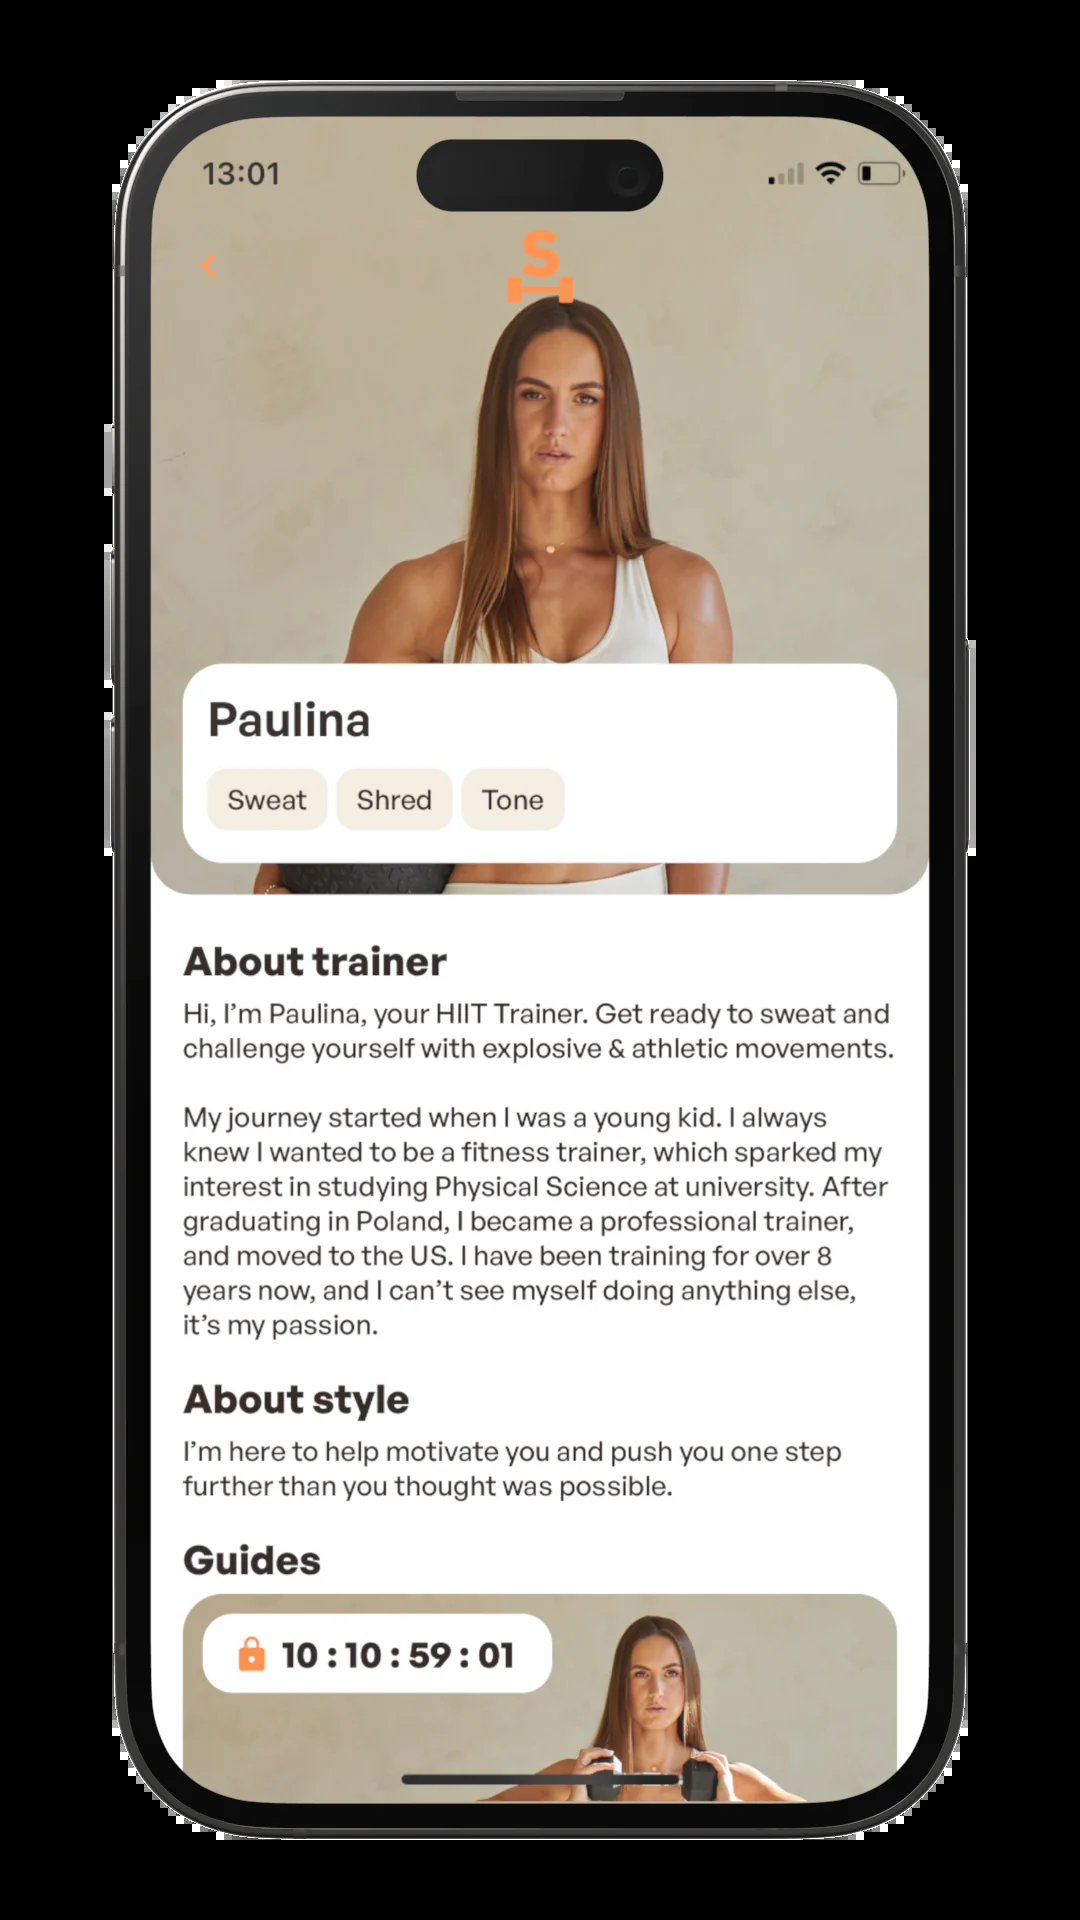 13:01
S
Paulina
Sweat Shred Tone
About trainer
Hi, I’m Paulina, your HIIT Trainer. Get ready to sweat and
challenge yourself with explosive & athletic movements.
My journey started when I was a young kid. I always
knew I wanted to be a fitness trainer, which sparked my
interest in studying Physical Science at university. After
graduating in Poland, I became a professional trainer,
and moved to the US. I have been training for over 8
years now, and I can’t see myself doing anything else,
it’s my passion.
About style
I’m here to help motivate you and push you one step
further than you thought was possible.
Guides
10 : 10 : 59 : 01